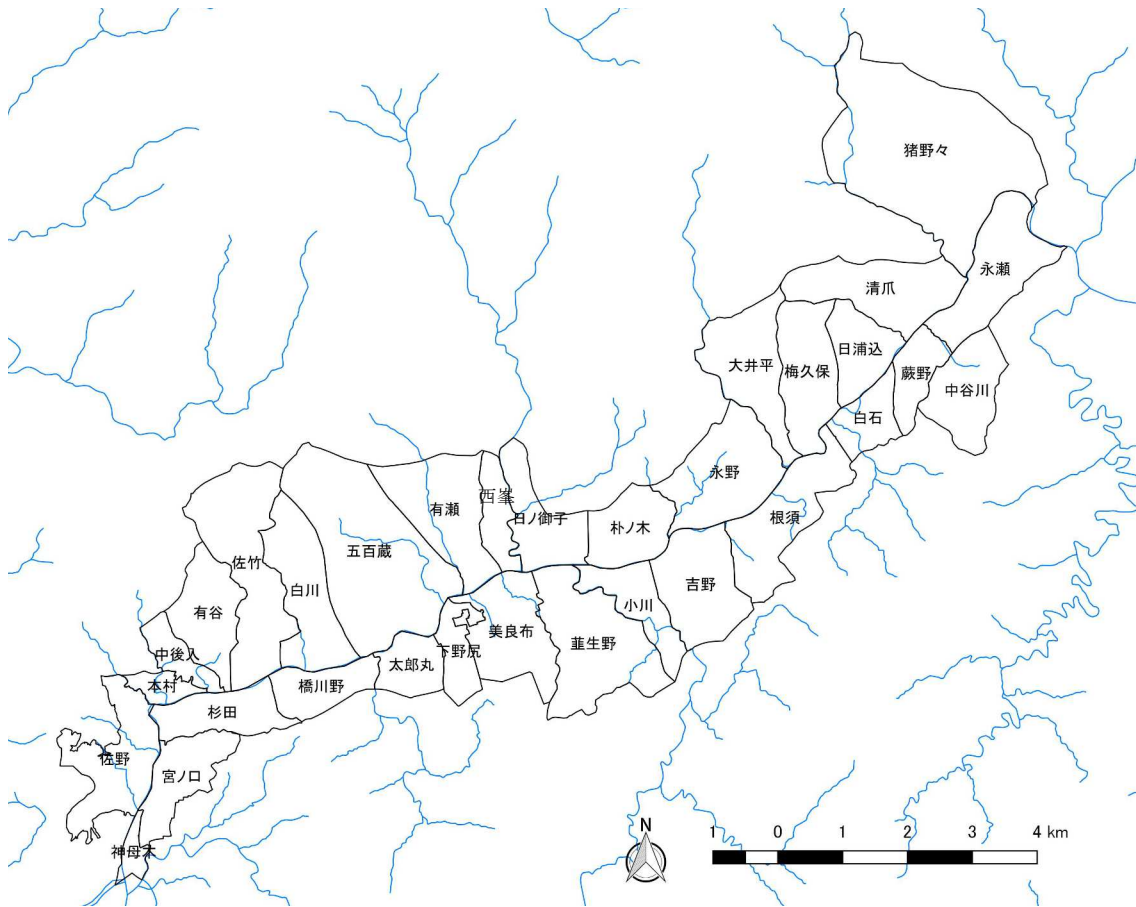 猪野々
永瀬
清爪
日浦込
大井平
梅久保
蕨野
中谷川
白石
永野
西峯
有瀬
日ノ御子
根須
朴ノ木
五百蔵
佐竹
吉野
白川
小川
有谷
美良布
韮生野
下野尻
中後入
太郎丸
本村
橋川野
杉田
佐野
宮ノ口
神母木
N
1 0 1 2 3 4 km